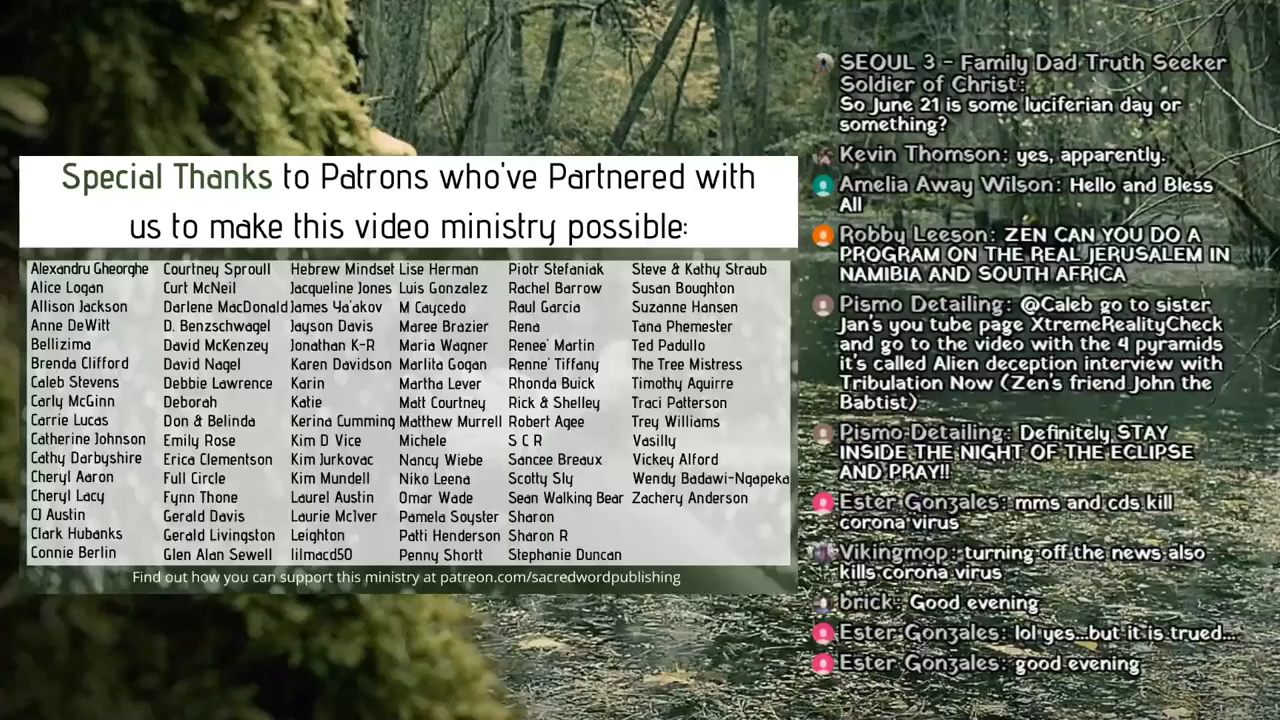 Special Thanks to Patrons who've Partnered with
us to make this video ministry possible:
Alexandru Gheorghe
Alice Logan
Allison Jackson
Anne DeWitt
Bellizima
Brenda Clifford
Caleb Stevens
Carly McGinn
Carrie Lucas
Catherine Johnson
Cathy Darbyshire
Cheryl Aaron
Cheryl Lacy
CJ Austin
Clark Hubanks
Connie Berlin
Courtney Sproull
Curt McNeil
Darlene MacDonald
D. Benzschwagel
David McKenzey
David Nagel
Debbie Lawrence
Deborah
Don & Belinda
Emily Rose
Erica Clementson
Full Circle
Fynn Thone
Gerald Davis
Gerald Livingston
Glen Alan Sewell
Hebrew Mindset
Jacqueline Jones
James Ya'akov
Jayson Davis
Jonathan K-R
Karen Davidson
Karin
Katie
Kerina Cumming
Kim D Vice
Kim Jurkovac
Kim Mundell
Laurel Austin
Laurie McIver
Leighton
lilmacd50
Lise Herman
Luis Gonzalez
M Caycedo
Maree Brazier
Maria Wagner
Marlita Gogan
Martha Lever
Matt Courtney
Matthew Murrell
Michele
Nancy Wiebe
Niko Leena
Omar Wade
Pamela Soyster
Patti Henderson
Penny Shortt
Piotr Stefaniak
Rachel Barrow
Raul Garcia
Rena
Renee' Martin
Renne' Tiffany
Rhonda Buick
Rick & Shelley
Robert Agee
S C R
Sancee Breaux
Scotty Sly
Sean Walking Bear
Sharon
Sharon R
Stephanie Duncan
Steve & Kathy Straub
Susan Boughton
Suzanne Hansen
Tana Phemester
Ted Padullo
The Tree Mistress
Timothy Aguirre
Traci Patterson
Trey Williams
Vasilly
Vickey Alford
Wendy Badawi-Ngapeka
Zachery Anderson
Find out how you can support this ministry at patreon.com/sacredwordpublishing
SEOUL 3 - Family Dad Truth Seeker
Soldier of Christ:
So June 21 is some luciferian day or
something?
Kevin Thomson: yes, apparently.
Amelia Away Wilson: Hello and Bless
All
Robby Leeson: ZEN CAN YOU DO A
PROGRAM ON THE REAL JERUSALEM IN
NAMIBIA AND SOUTH AFRICA
Pismo Detailing: @Caleb go to sister
Jan's you tube page XtremeRealityCheck
and go to the video with the 4 pyramids
it's called Alien deception interview with
Tribulation Now (Zen's friend John the
Babtist)
Pismo Detailing: Definitely STAY
INSIDE THE NIGHT OF THE ECLIPSE
AND PRAY!!
Ester Gonzales: mms and cds kill
corona virus
Vikingmop: turning off the news also
kills corona virus
brick: Good evening
Ester Gonzales: lol yes...but it is trued...
Ester Gonzales: good evening